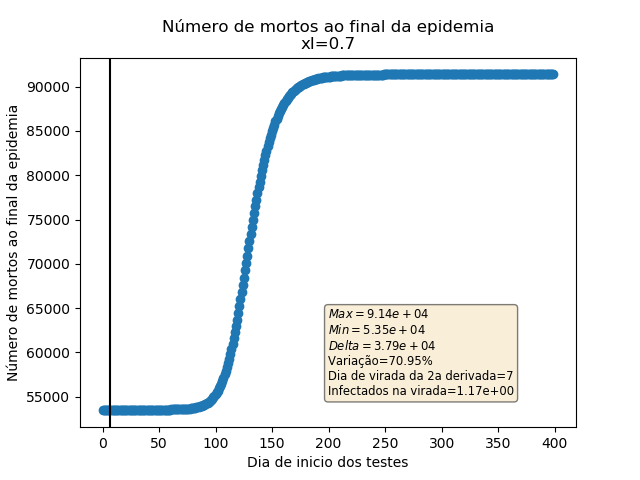 Número de mortos ao final da epidemia
xI=0.7
90000
85000
80000
75000
70000
65000
60000
55000
Número de mortos ao final da epidemia
Max = 9.14e + 04
Min = 5.35e + 04
Delta = 3.79e + 04
Variação=70.95%
Dia de virada da 2a derivada=7
Infectados na virada=1.17e+00
0 50 100 150 200 250 300 350 400
Dia de inicio dos testes